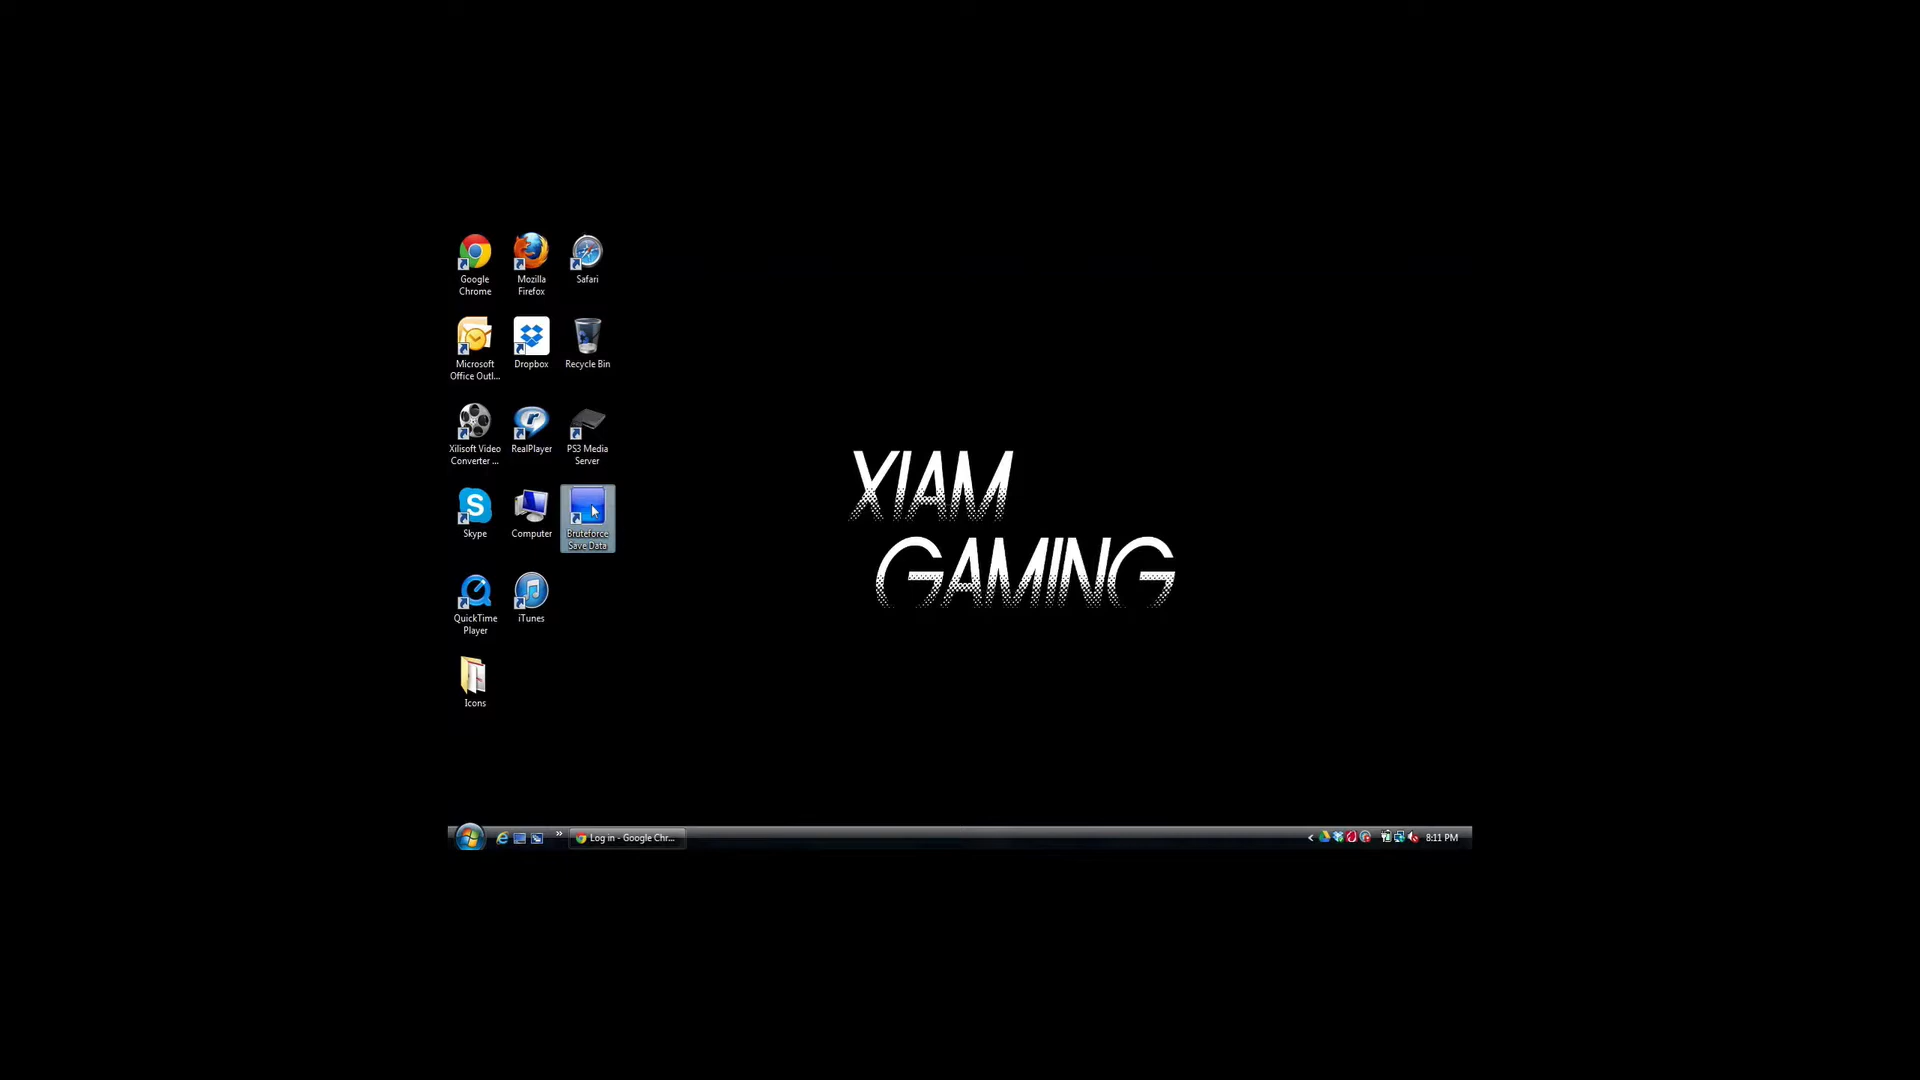 Google Chrome
Mozilla Firefox
Safari
Microsoft Office Outl...
Dropbox
Recycle Bin
Xilisoft Video Converter ...
RealPlayer
PS3 Media Server
Skype
Computer
Bruteforce Save Data
QuickTime Player
iTunes
Icons
XIAM
GAMING
Log in - Google Chr...
8:11 PM